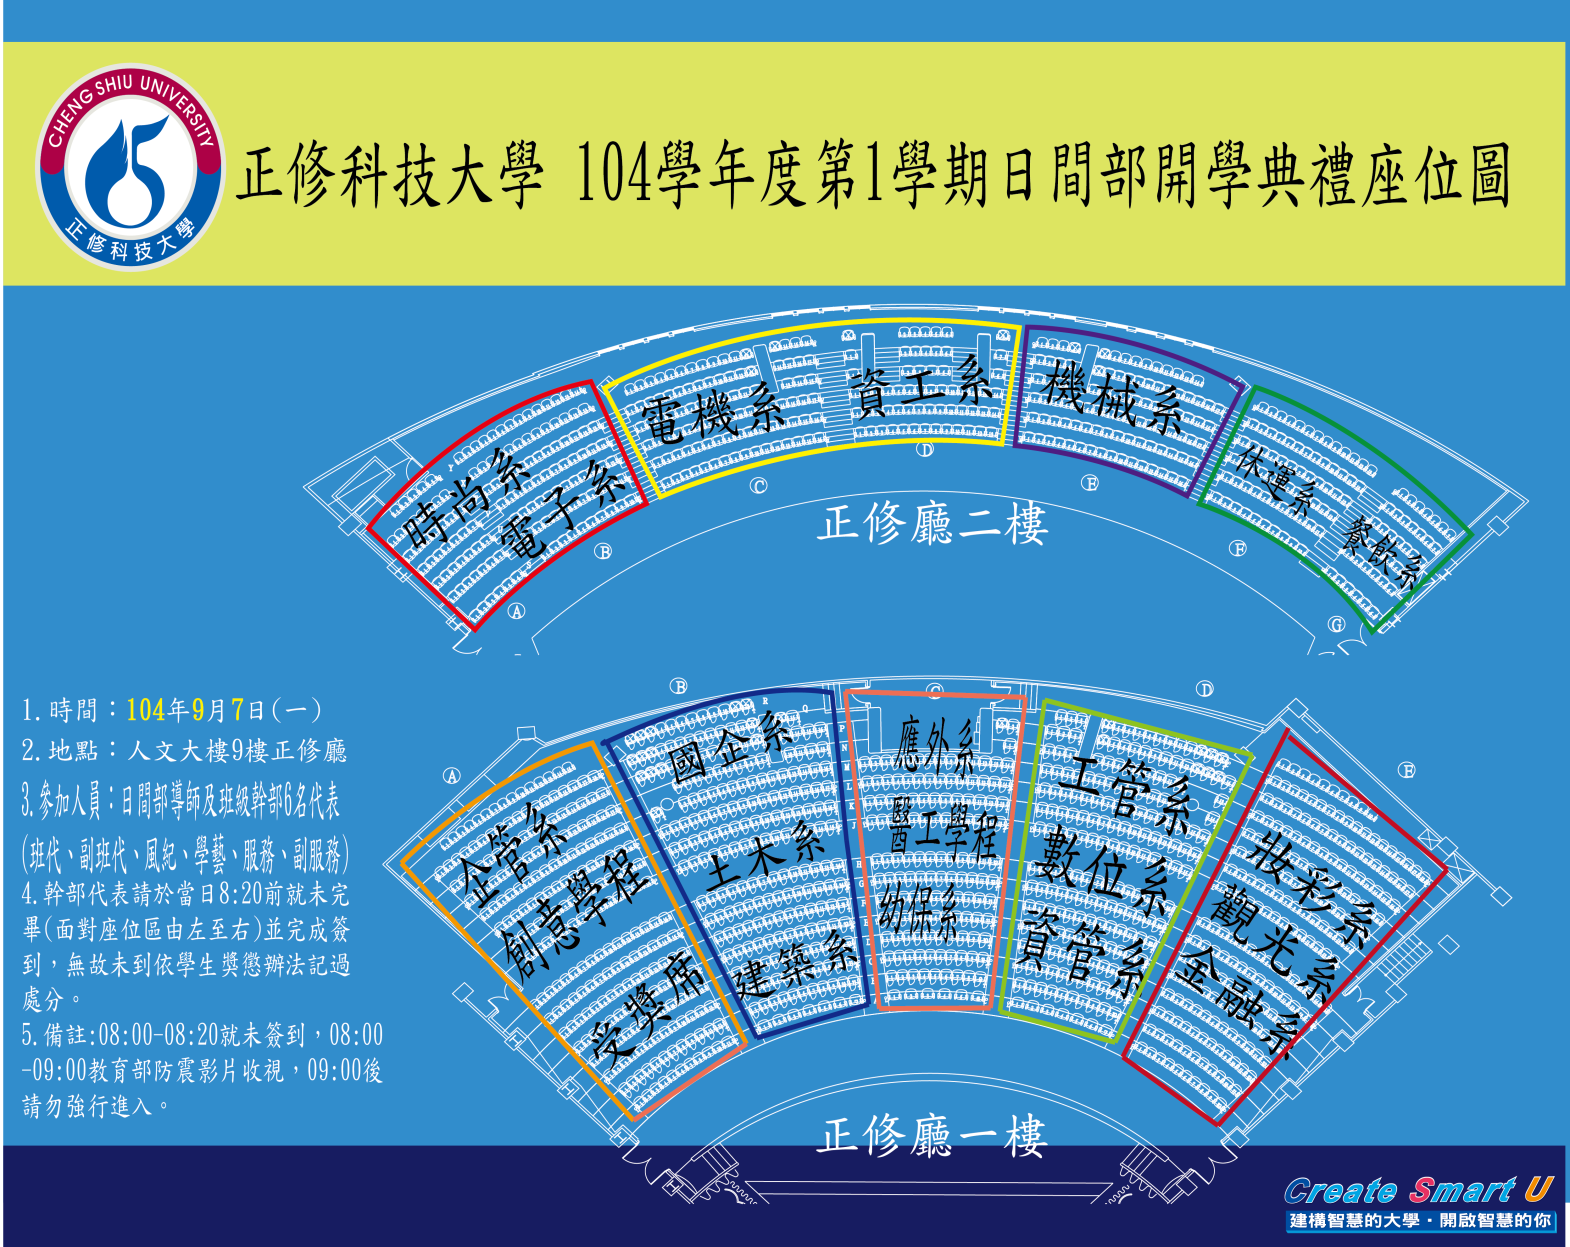 CHENG SHIU UNIVERSITY
正修科技大學
正修科技大學 104學年度第1學期日間部開學典禮座位圖
時尚系
電子系
電機系
資工系
機械系
休運系
餐飲系
A
B
C
D
E
F
G
正修廳二樓
1.時間：104年9月7日(一)
2.地點：人文大樓9樓正修廳
3.參加人員：日間部導師及班級幹部6名代表
(班代、副班代、風紀、學藝、服務、副服務)
4.幹部代表請於當日8:20前就未完
畢(面對座位區由左至右)並完成簽
到，無故未到依學生獎懲辦法記過
處分。
5.備註:08:00-08:20就未簽到，08:00
-09:00教育部防震影片收視，09:00後
請勿強行進入。
A
B
C
D
E
企管系
創意學程
受獎席
國企系
土木系
建築系
應外系
醫工學程
幼保系
工管系
數位系
資管系
妝彩系
觀光系
金融系
正修廳一樓
Create Smart U
建構智慧的大學‧開啟智慧的你